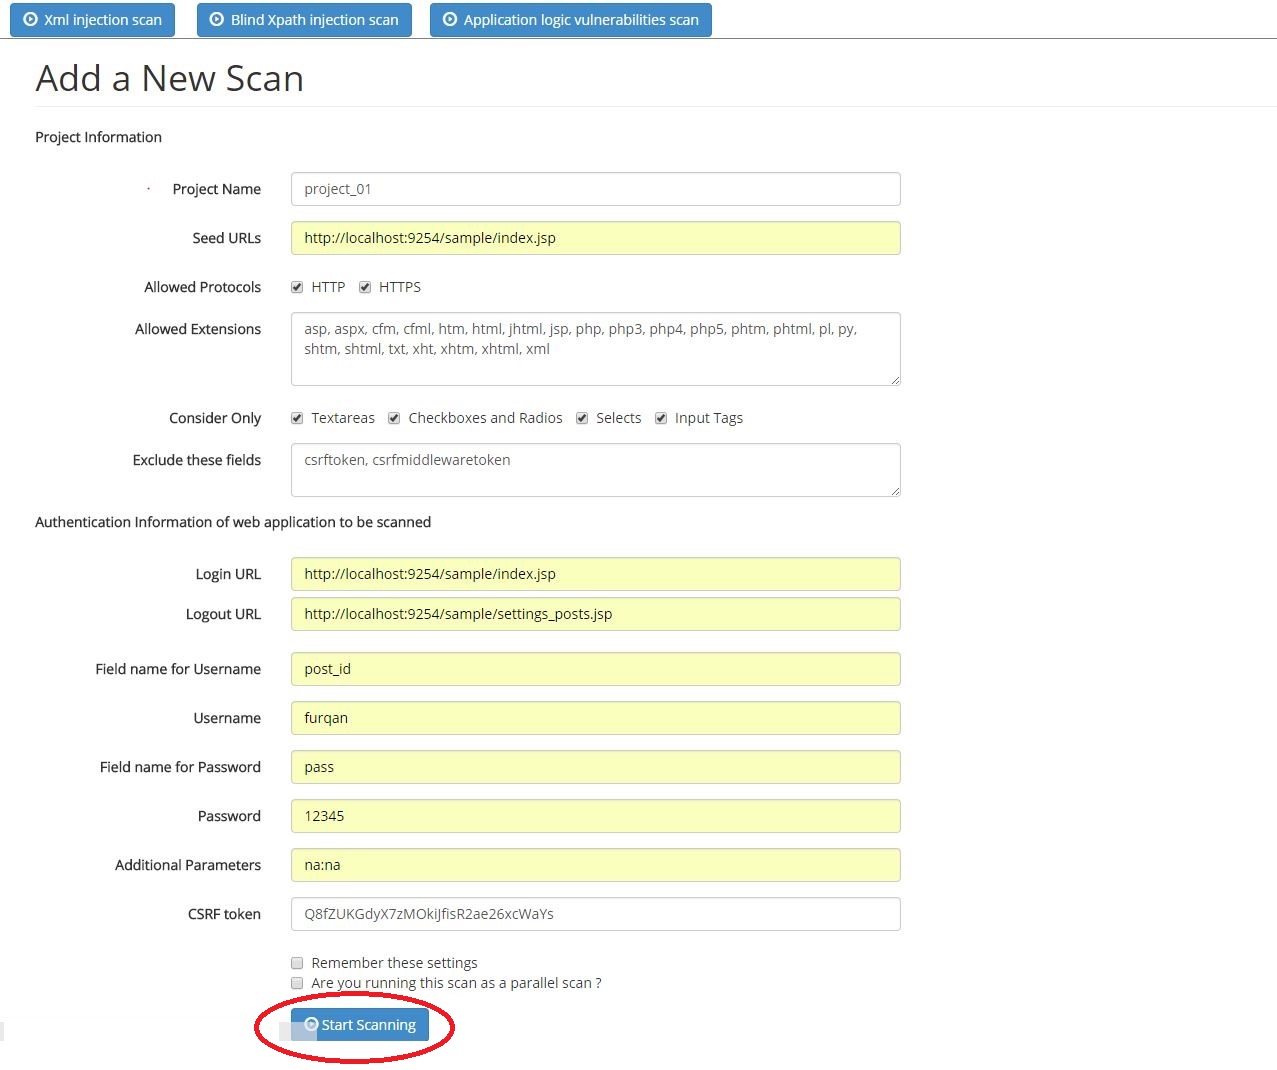 Xml injection scan Blind Xpath injection scan Application logic vulnerabilities scan
Add a New Scan
Project Information
Project Name project_01
Seed URLs http://localhost:9254/sample/index.jsp
Allowed Protocols HTTP HTTPS
Allowed Extensions asp, aspx, cfm, cfml, htm, html, jhtml, jsp, php, php3, php4, php5, phtm, phtml, pl, py,
shtm, shtml, txt, xht, xhtm, xhtml, xml
Consider Only Textareas Checkboxes and Radios Selects Input Tags
Exclude these fields csrftoken, csrfmiddlewaretoken
Authentication Information of web application to be scanned
Login URL http://localhost:9254/sample/index.jsp
Logout URL http://localhost:9254/sample/settings_posts.jsp
Field name for Username post_id
Username furqan
Field name for Password pass
Password 12345
Additional Parameters na:na
CSRF token Q8fZUKGdyX7zMOkiJfisR2ae26xcWaYs
Remember these settings
Are you running this scan as a parallel scan ?
Start Scanning